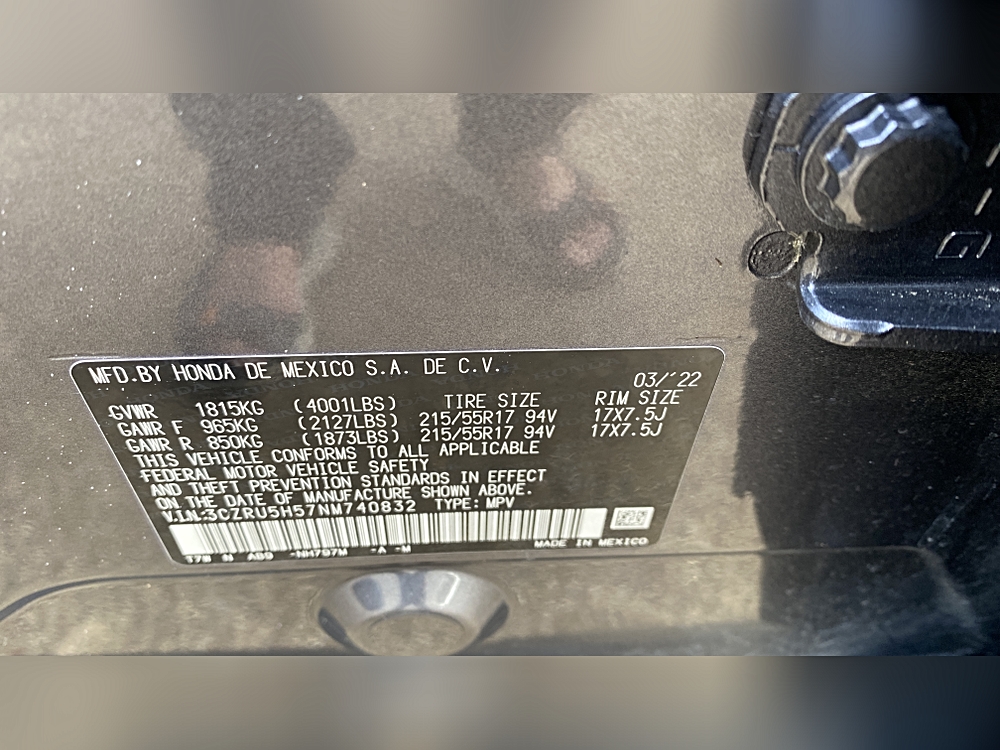 MFD.BY HONDA DE MEXICO S.A. DE C.V.
03/'22
GVWR 1815KG (4001LBS) TIRE SIZE RIM SIZE
GAWR F 965KG (2127LBS) 215/55R17 94V 17X7.5J
GAWR R 850KG (1873LBS) 215/55R17 94V 17X7.5J
THIS VEHICLE CONFORMS TO ALL APPLICABLE
FEDERAL MOTOR VEHICLE SAFETY
AND THEFT PREVENTION STANDARDS IN EFFECT
ON THE DATE OF MANUFACTURE SHOWN ABOVE.
V.I.N:3CZRU5H57NM740832 TYPE: MPV
-NH797M -A -M MADE IN MEXICO